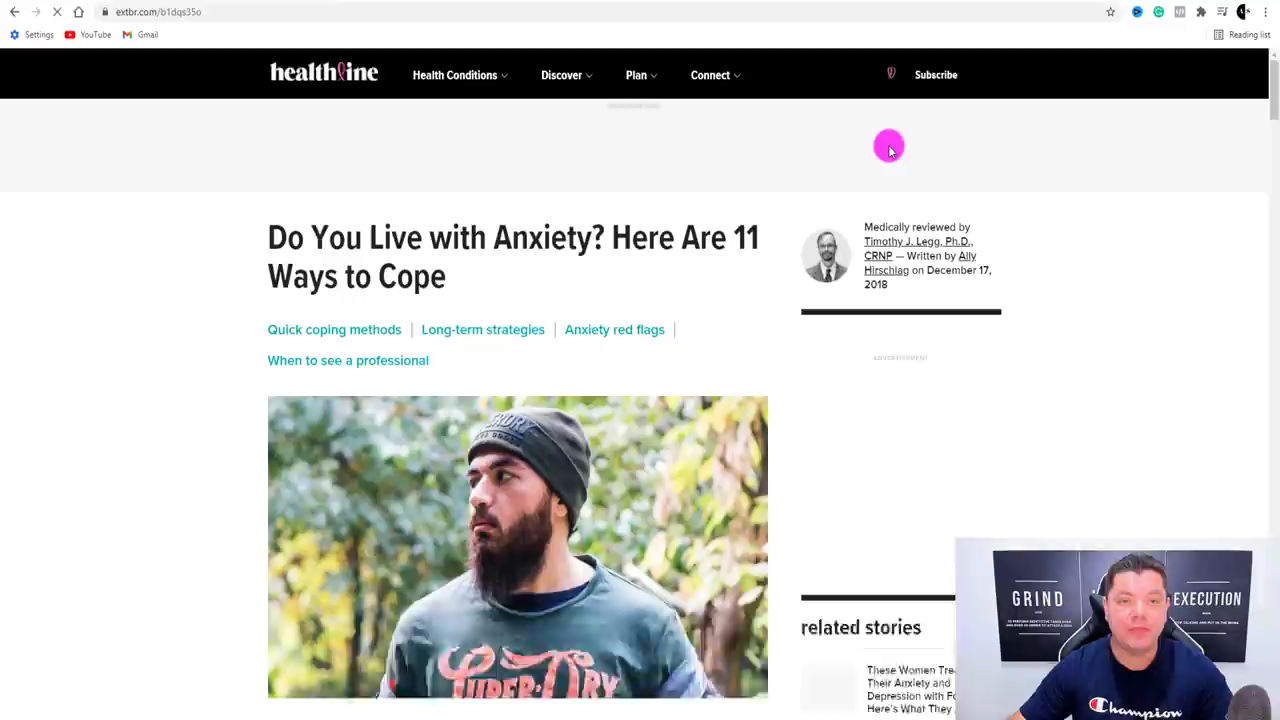 extbr.com/b1dqs35o
Settings
YouTube
Gmail
Reading list
healthline
Health Conditions
Discover
Plan
Connect
Subscribe
Do You Live with Anxiety? Here Are 11
Ways to Cope
Quick coping methods
Long-term strategies
Anxiety red flags
When to see a professional
Medically reviewed by
Timothy J. Legg, Ph.D.,
CRNP — Written by Ally
Hirschlag on December 17,
2018
ADVERTISEMENT
related stories
These Women Tre
Their Anxiety and
Depression with Fo
Here's What They
GRIND
EXECUTION
Champion